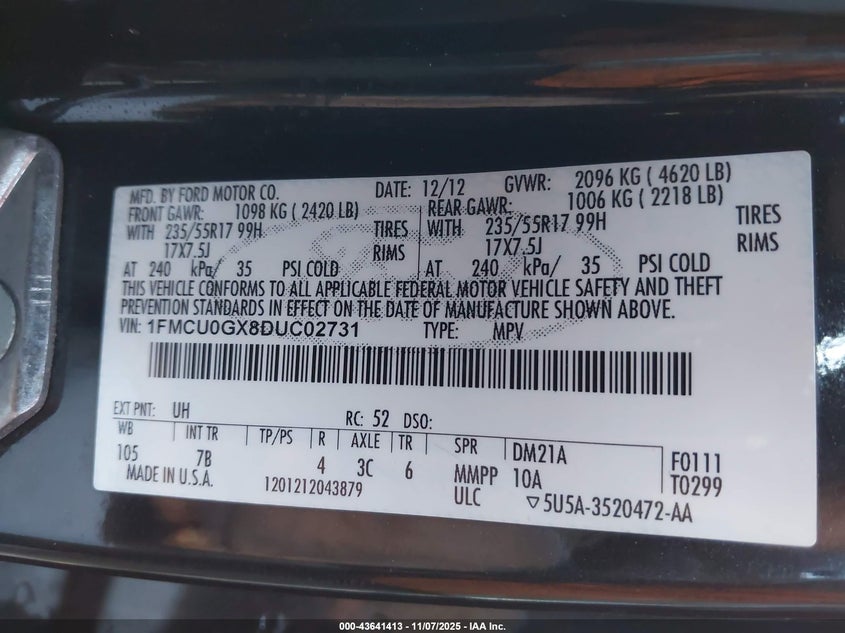 MFD. BY FORD MOTOR CO. DATE: 12/12 GVWR: 2096 KG ( 4620 LB)
FRONT GAWR: 1098 KG ( 2420 LB) REAR GAWR: 1006 KG ( 2218 LB)
WITH 235/55R17 99H TIRES WITH 235/55R17 99H TIRES
17X7.5J RIMS 17X7.5J RIMS
AT 240 kPa/ 35 PSI COLD AT 240 kPa/ 35 PSI COLD
THIS VEHICLE CONFORMS TO ALL APPLICABLE FEDERAL MOTOR VEHICLE SAFETY AND THEFT
PREVENTION STANDARDS IN EFFECT ON THE DATE OF MANUFACTURE SHOWN ABOVE.
VIN: 1FMCU0GX8DUC02731 TYPE: MPV
EXT PNT: UH RC: 52 DSO:
WB INT TR TP/PS R AXLE TR SPR DM21A F0111
105 7B 4 3C 6 MMPP 10A T0299
MADE IN U.S.A. 1201212043879 ULC ▽5U5A-3520472-AA
000-43641413 - 11/07/2025 - IAA Inc.